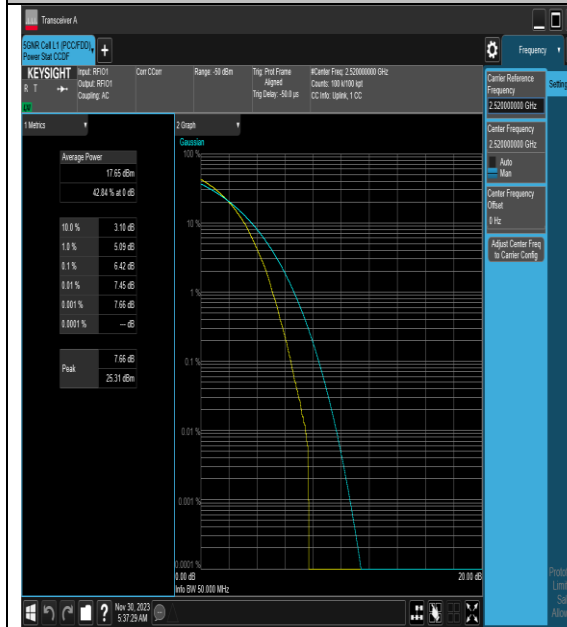 Transceiver A
5GNR Cell L1 (PCC/FDD),
Power Stat CCDF
+
Frequency
KEYSIGHT
R T
Input: RFIO1
Output: RFIO1
Coupling: AC
Corr CCorr
Range: -50 dBm
Trig: Prot Frame
Aligned
Trig Delay: -50.0 µs
#Center Freq: 2.520000000 GHz
Counts: 100 k/100 kpt
CC Info: Uplink, 1 CC
1 Metrics
Average Power
17.65 dBm
42.84 % at 0 dB
10.0 % 3.10 dB
1.0 % 5.09 dB
0.1 % 6.42 dB
0.01 % 7.45 dB
0.001 % 7.66 dB
0.0001 % --- dB
Peak 7.66 dB
25.31 dBm
2 Graph
Gaussian
100 %
10 %
1 %
0.1 %
0.01 %
0.001 %
0.0001 %
0.00 dB
20.00 dB
Info BW 50.000 MHz
Carrier Reference
Frequency
2.520000000 GHz
Center Frequency
2.520000000 GHz
Auto
Man
Center Frequency
Offset
0 Hz
Adjust Center Freq
to Carrier Config
Setting
Proto
Limi
Sa
Allow
?
Nov 30, 2023
5:37:29 AM